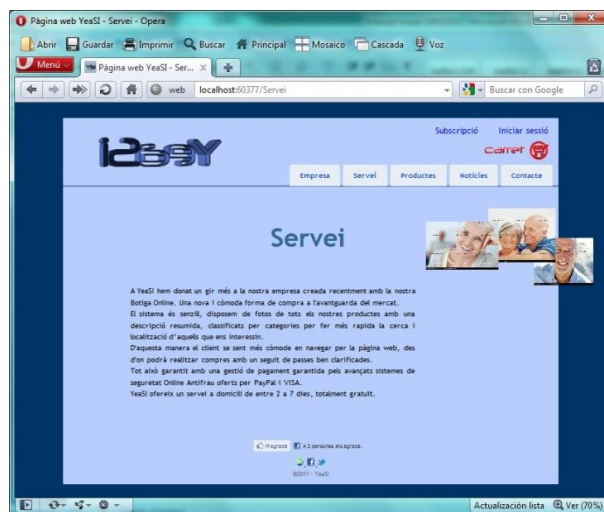 Pàgina web YeaSI - Servei - Opera
Abrir Guardar Imprimir Buscar Principal Mosaico Cascada Voz
Menú Pàgina web YeaSI - Ser...
web localhost:60377/Servei Buscar con Google
Subscripció Iniciar sessió
Carret
Empresa Servei Productes Notícies Contacte
Servei
A YeaSI hem donat un gir més a la nostra empresa creada recentment amb la nostra
Botiga Online. Una nova i còmoda forma de compra a l'avantguarda del mercat.
El sistema és senzill, disposem de fotos de tots els nostres productes amb una
descripció resumida, classificats per categories per fer més rapida la cerca i
localització d'aquels que ens interessin.
D'aquesta manera el client se sent més còmode en navegar per la pàgina web, des
d'on podrà realitzar compres amb un seguit de passes ben clarificades.
Tot això garantit amb una gestió de pagament garantida pels avançats sistemes de
seguretat Online Antifrau oferts per PayPal i VISA.
YeaSI ofereix un servei a domicili de entre 2 a 7 dies, totalment gratuït.
M'agrada A 2 persones els agrada.
©2011 - YeaSI
Actualización lista Ver (70%)